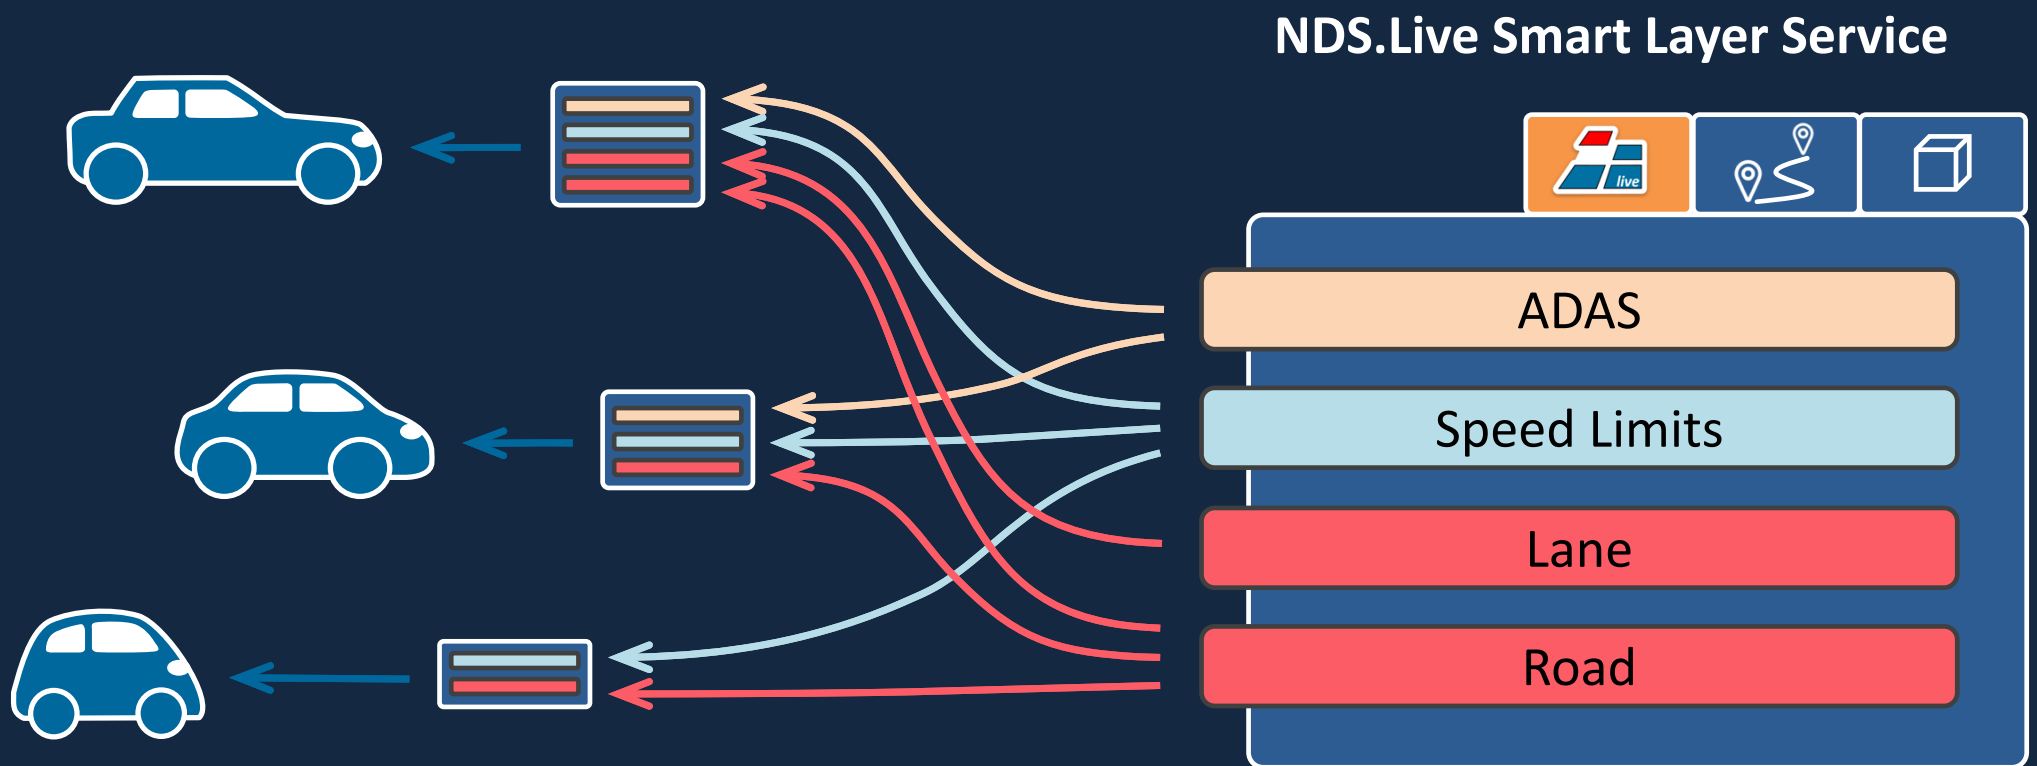 NDS.Live Smart Layer Service
live
ADAS
Speed Limits
Lane
Road